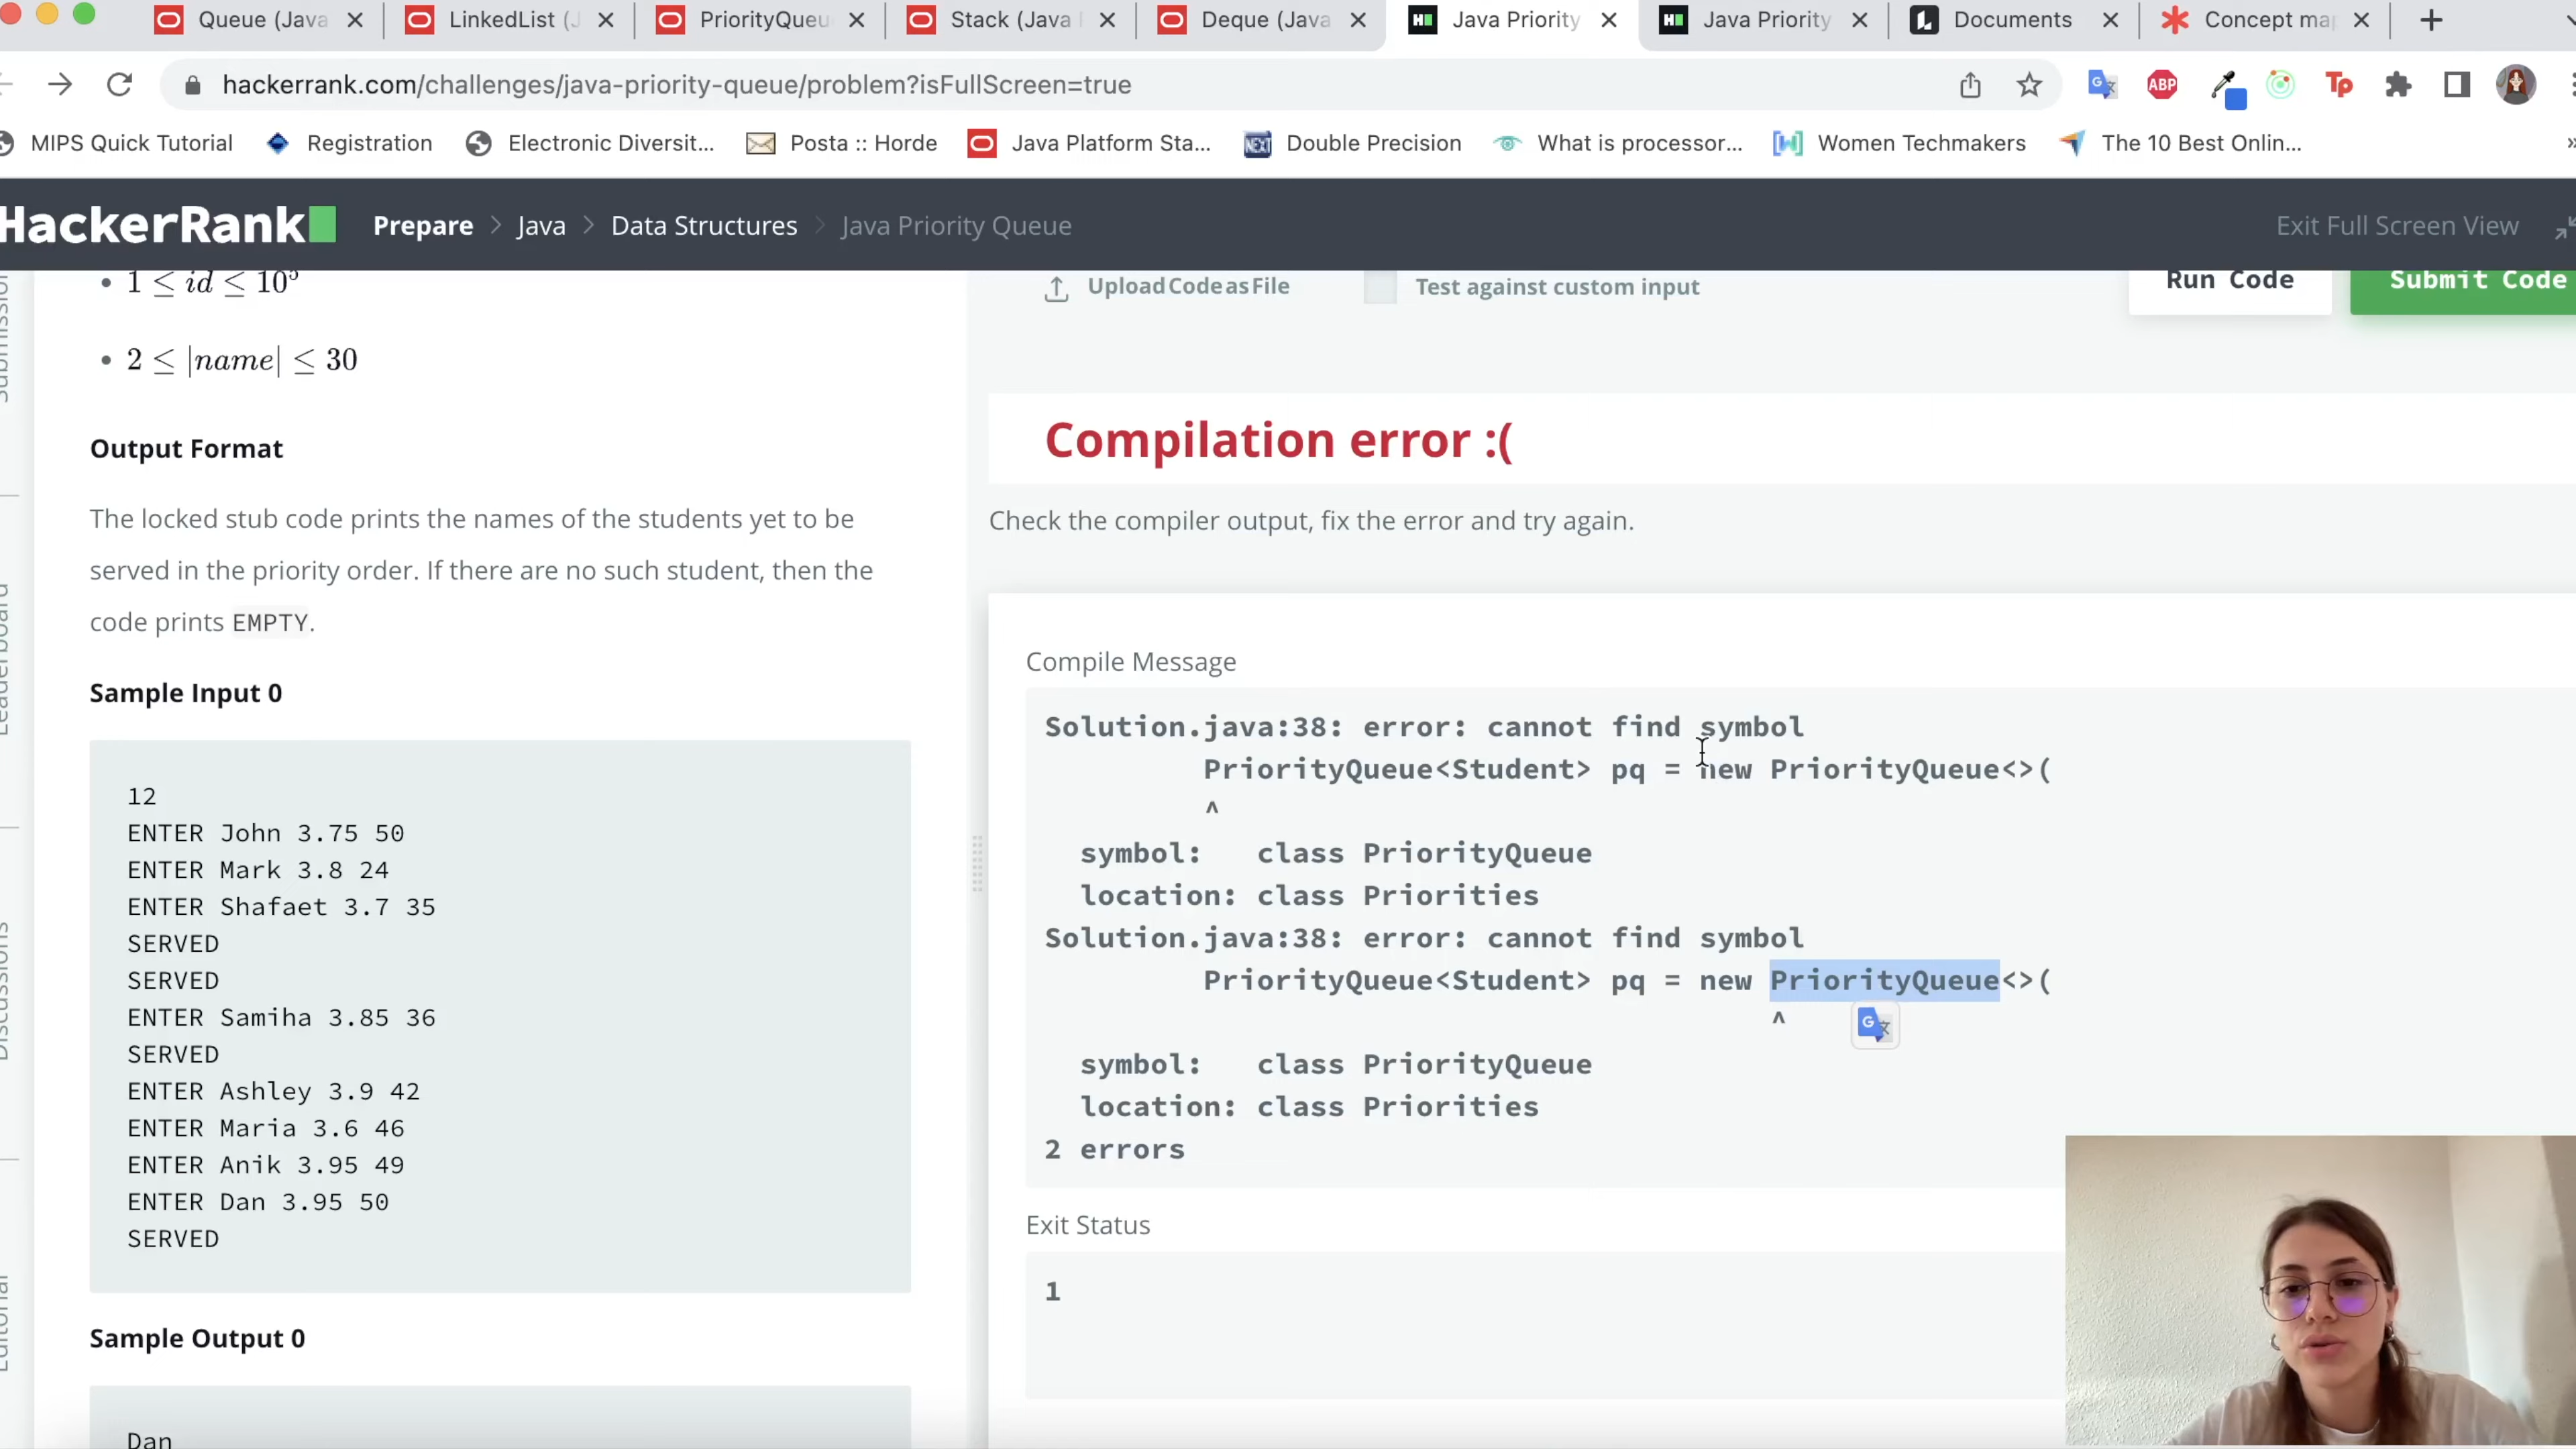 Queue (Java
LinkedList (J
PriorityQueu
Stack (Java
Deque (Java
Java Priority
Java Priority
Documents
Concept map
hackerrank.com/challenges/java-priority-queue/problem?isFullScreen=true
ABP
Tp
MIPS Quick Tutorial
Registration
Electronic Diversit...
Posta :: Horde
Java Platform Sta...
Double Precision
What is processor...
Women Techmakers
The 10 Best Onlin...
HackerRank
Prepare > Java > Data Structures > Java Priority Queue
Exit Full Screen View
• 1 ≤ id ≤ 10⁵
• 2 ≤ |name| ≤ 30
Output Format
The locked stub code prints the names of the students yet to be
served in the priority order. If there are no such student, then the
code prints EMPTY.
Sample Input 0
12
ENTER John 3.75 50
ENTER Mark 3.8 24
ENTER Shafaet 3.7 35
SERVED
SERVED
ENTER Samiha 3.85 36
SERVED
ENTER Ashley 3.9 42
ENTER Maria 3.6 46
ENTER Anik 3.95 49
ENTER Dan 3.95 50
SERVED
Sample Output 0
Dan
Upload Code as File
Test against custom input
Run Code
Submit Code
Compilation error :(
Check the compiler output, fix the error and try again.
Compile Message
Solution.java:38: error: cannot find symbol
PriorityQueue<Student> pq = new PriorityQueue<>(
^
symbol: class PriorityQueue
location: class Priorities
Solution.java:38: error: cannot find symbol
PriorityQueue<Student> pq = new PriorityQueue<>(
^
symbol: class PriorityQueue
location: class Priorities
2 errors
Exit Status
1
Leaderboard
Discussions
Editorial